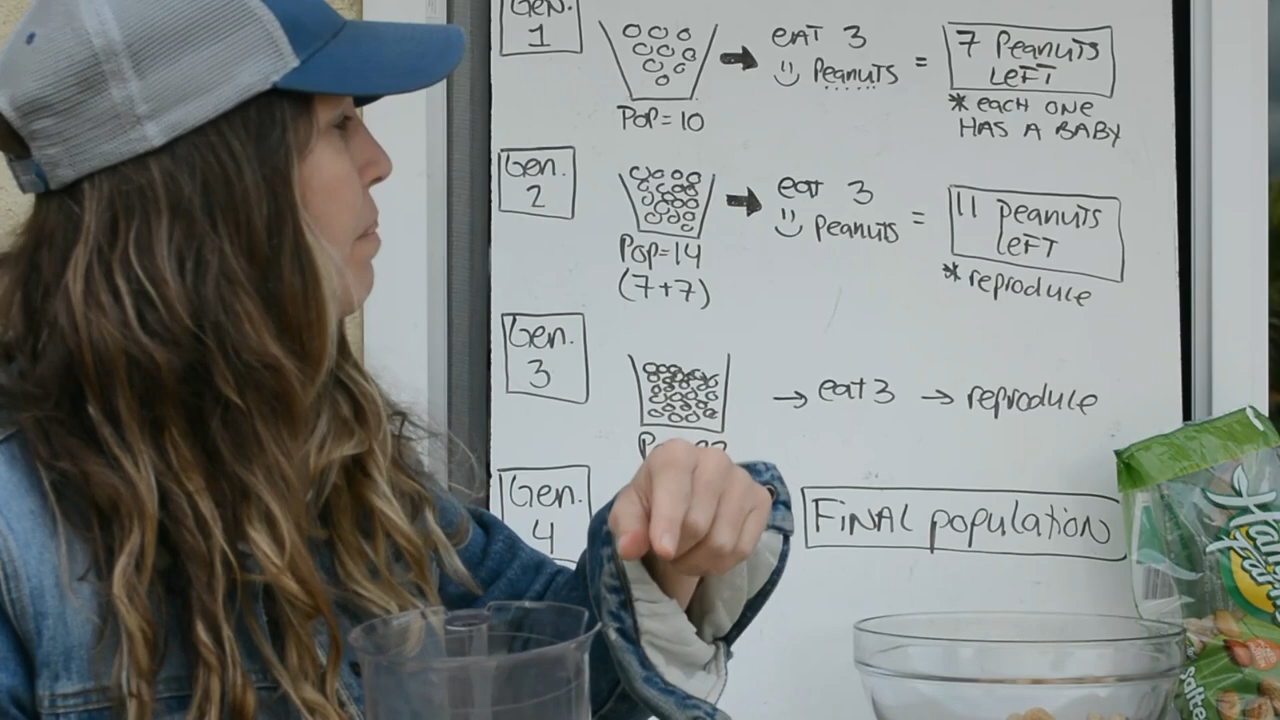 Gen.
1
Pop=10
eAT 3
Peanuts
=
7 Peanuts
LeFT
* each one
HAS A BABY
Gen.
2
Pop=14
(7+7)
eat 3
Peanuts
=
11 peanuts
LeFT
* reproduce
Gen.
3
→ eat 3 → reproduce
Gen.
4
FINAL population